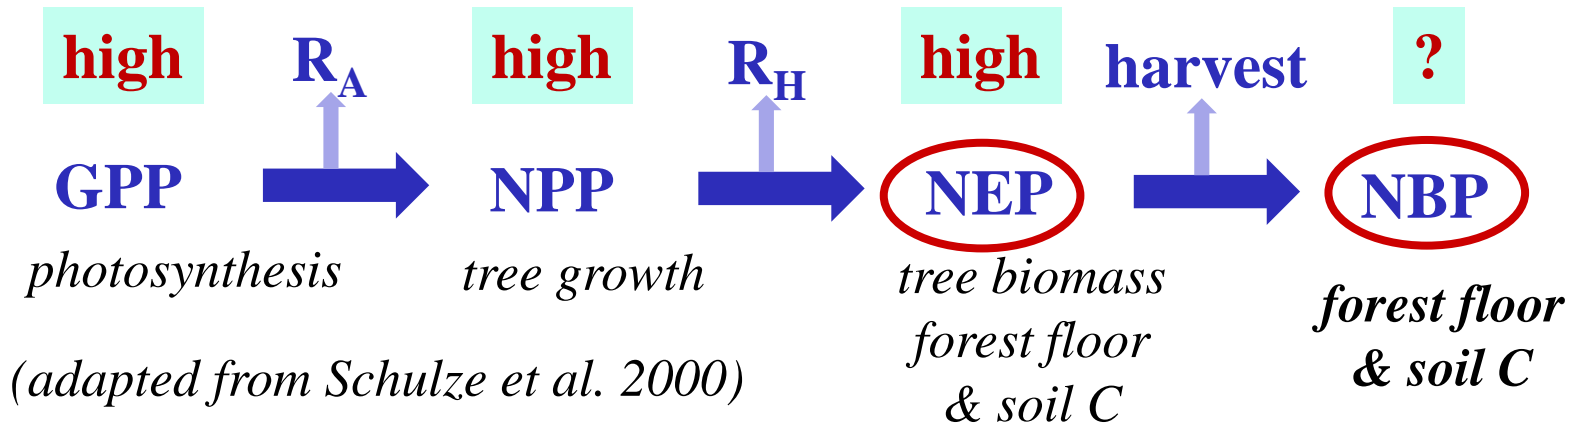 high R_A high R_H high harvest ?
GPP NPP NEP NBP
photosynthesis tree growth tree biomass forest floor
forest floor & soil C
(adapted from Schulze et al. 2000) & soil C